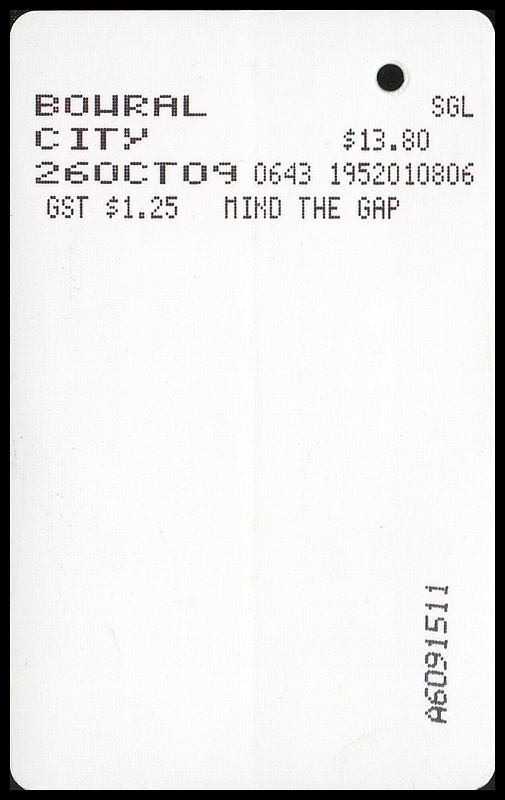 BOWRAL SGL
CITY $13.80
26OCT09 0643 1952010806
GST $1.25 MIND THE GAP
A6091511